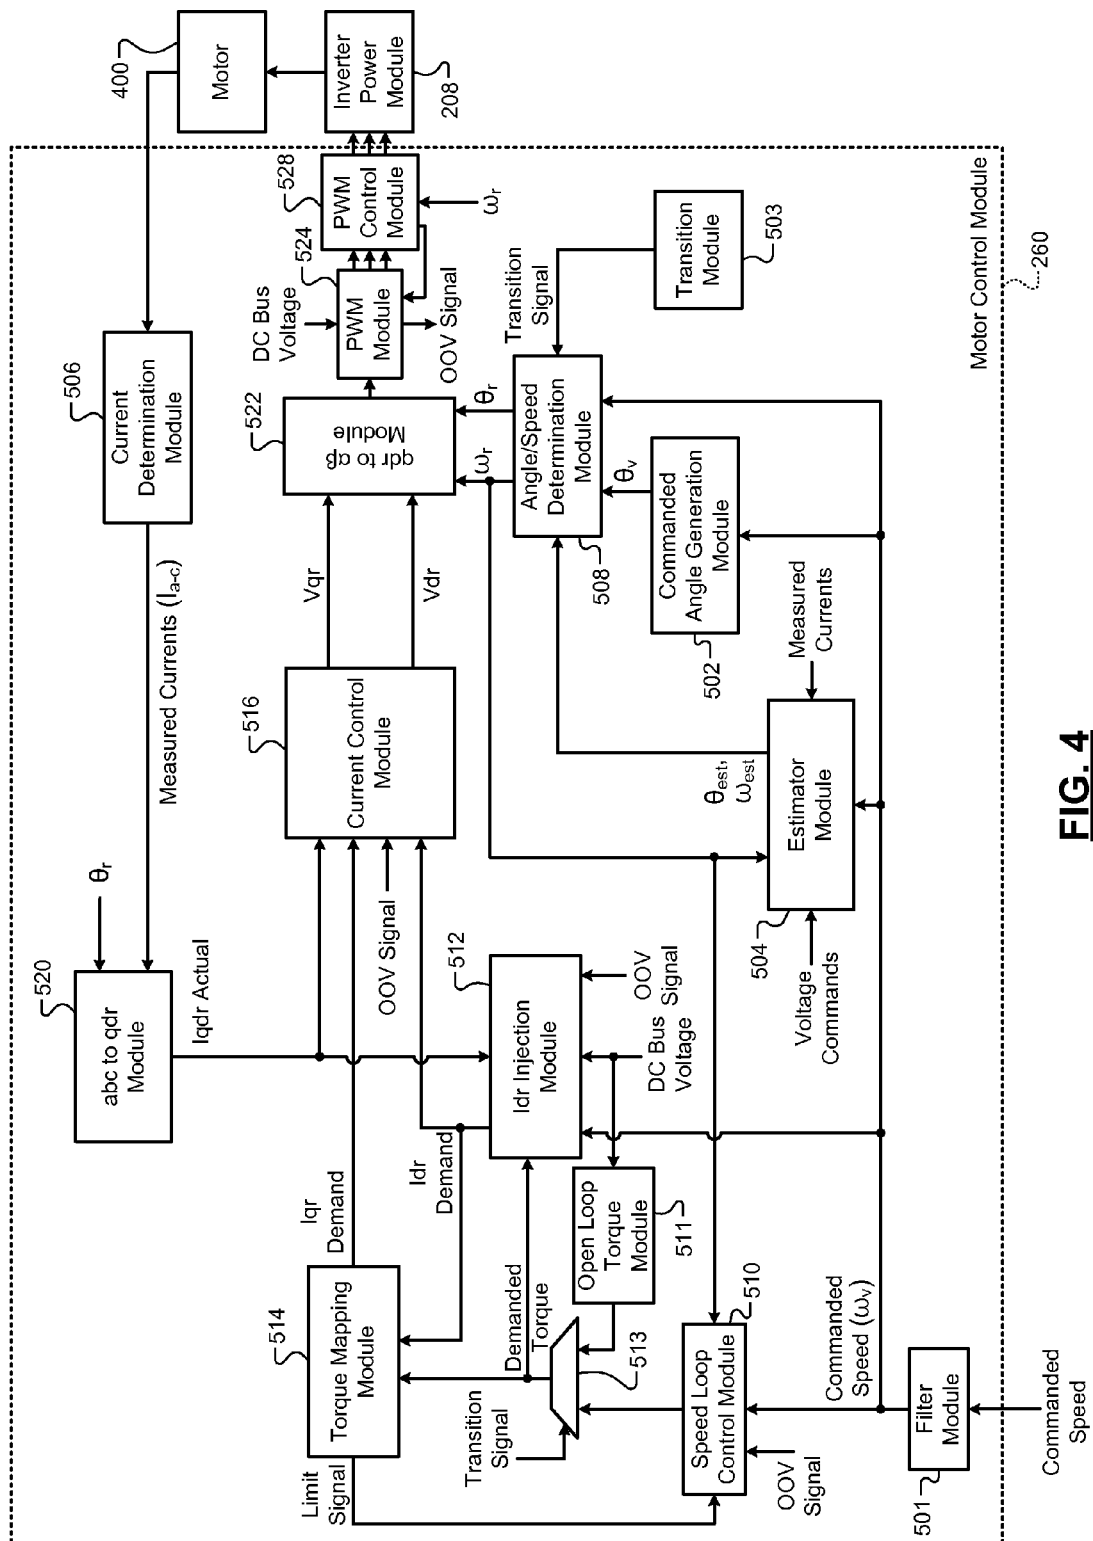 400
Motor
Inverter
Power
Module
208
528
PWM
Control
Module
ωr
524
PWM
Module
DC Bus
Voltage
OOV Signal
522
qdr to αβ
Module
506
Current
Determination
Module
Measured Currents (Ia-c)
520
abc to qdr
Module
θr
Iqdr Actual
516
Current Control
Module
Vqr
Vdr
OOV Signal
ωr
θr
Transition
Signal
Transition
Module
503
Angle/Speed
Determination
Module
508
θv
Commanded
Angle Generation
Module
502
θest,
ωest
Estimator
Module
504
Measured
Currents
Voltage
Commands
512
Idr Injection
Module
OOV
Signal
DC Bus
Voltage
Idr
Demand
Iqr
Demand
514
Torque Mapping
Module
Limit
Signal
Demanded
Torque
Transition
Signal
513
Open Loop
Torque
Module
511
510
Speed Loop
Control Module
OOV
Signal
Commanded
Speed (ωv)
Filter
Module
501
Commanded
Speed
Motor Control Module
260
FIG. 4